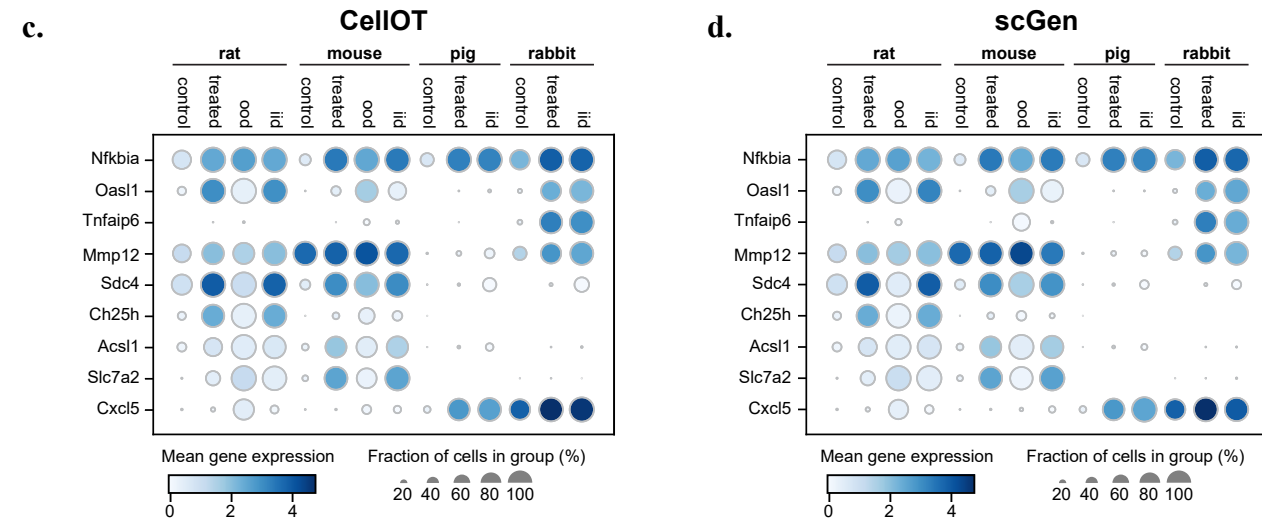 c.
CellOT
rat mouse pig rabbit
control treated ood iid control treated ood iid control treated iid control treated iid
Nfkbia
Oasl1
Tnfaip6
Mmp12
Sdc4
Ch25h
Acsl1
Slc7a2
Cxcl5
Mean gene expression
0 2 4
Fraction of cells in group (%)
20 40 60 80 100
d.
scGen
rat mouse pig rabbit
control treated ood iid control treated ood iid control treated iid control treated iid
Nfkbia
Oasl1
Tnfaip6
Mmp12
Sdc4
Ch25h
Acsl1
Slc7a2
Cxcl5
Mean gene expression
0 2 4
Fraction of cells in group (%)
20 40 60 80 100